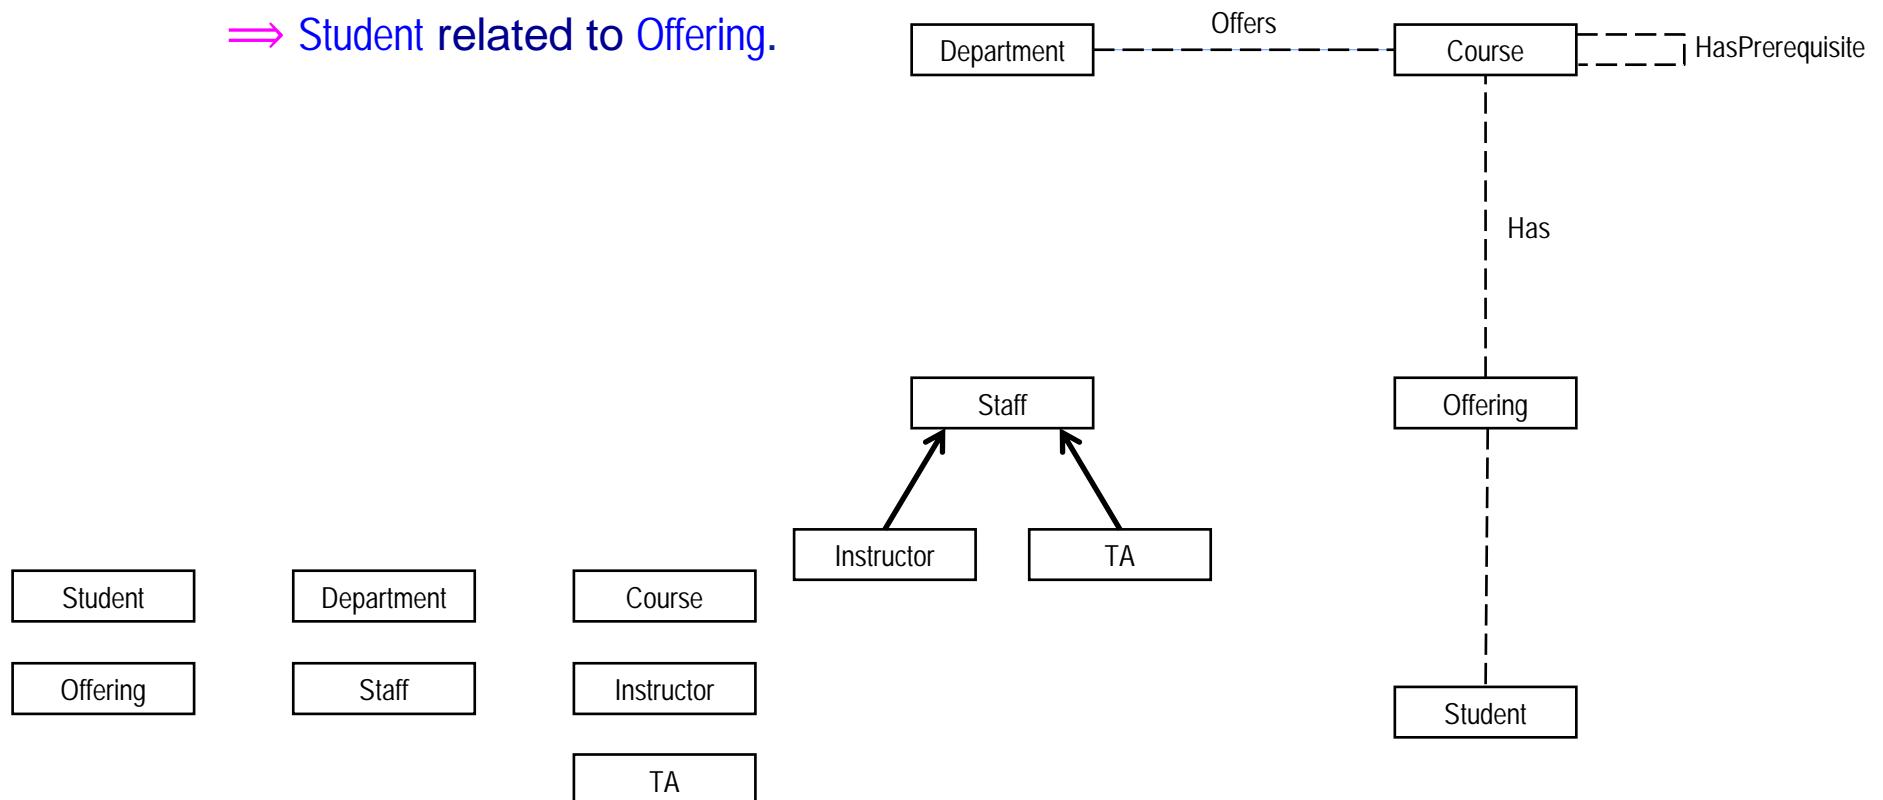 ⟹ Student related to Offering.
Department
Offers
Course
HasPrerequisite
Has
Staff
Offering
Instructor
TA
Student
Department
Course
Offering
Staff
Instructor
Student
TA